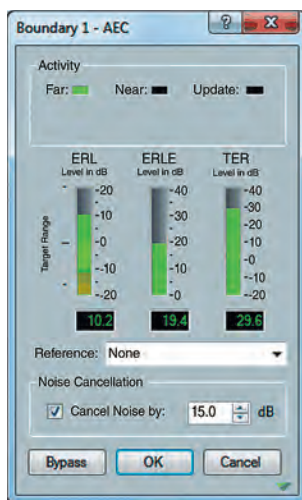 Boundary 1 - AEC
Activity
Far: Near: Update:
ERL ERLE TER
Level in dB Level in dB Level in dB
Target Range
-20 -40 -40
-30
-10 -30 -20
-10
-0 -20 -0
-10 -10 -10
--20 -0 --20
10.2 19.4 29.6
Reference: None
Noise Cancellation
Cancel Noise by: 15.0 dB
Bypass OK Cancel